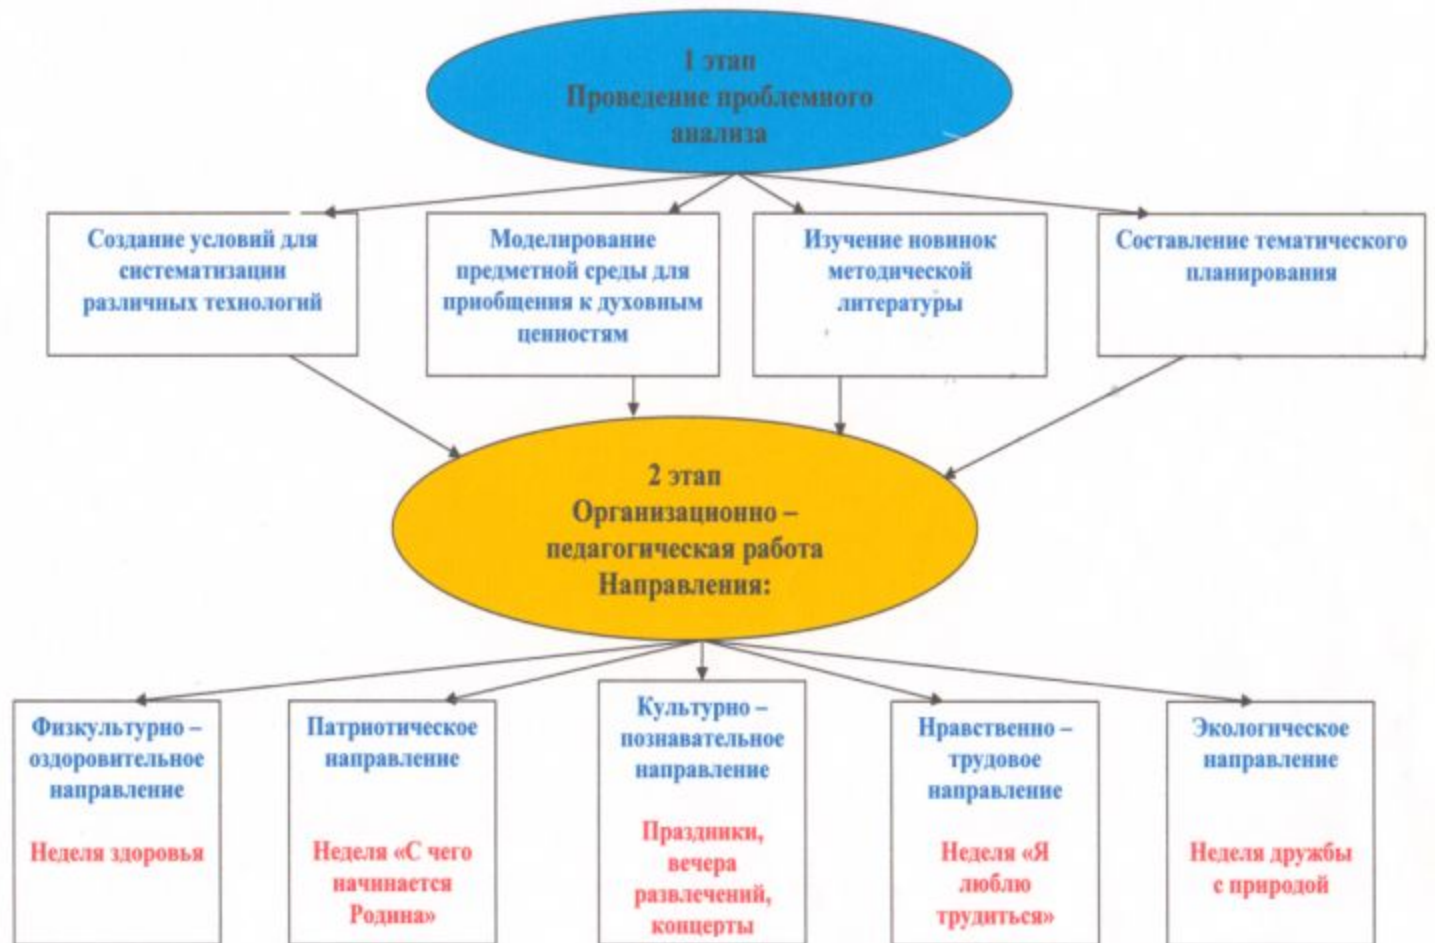 1 этап
Проведение проблемного
анализа
Создание условий для
систематизации
различных технологий
Моделирование
предметной среды для
приобщения к духовным
ценностям
Изучение новинок
методической
литературы
Составление тематического
планирования
2 этап
Организационно –
педагогическая работа
Направления:
Физкультурно –
оздоровительное
направление
Неделя здоровья
Патриотическое
направление
Неделя «С чего
начинается
Родина»
Культурно –
познавательное
направление
Праздники,
вечера
развлечений,
концерты
Нравственно –
трудовое
направление
Неделя «Я
люблю
трудиться»
Экологическое
направление
Неделя дружбы
с природой